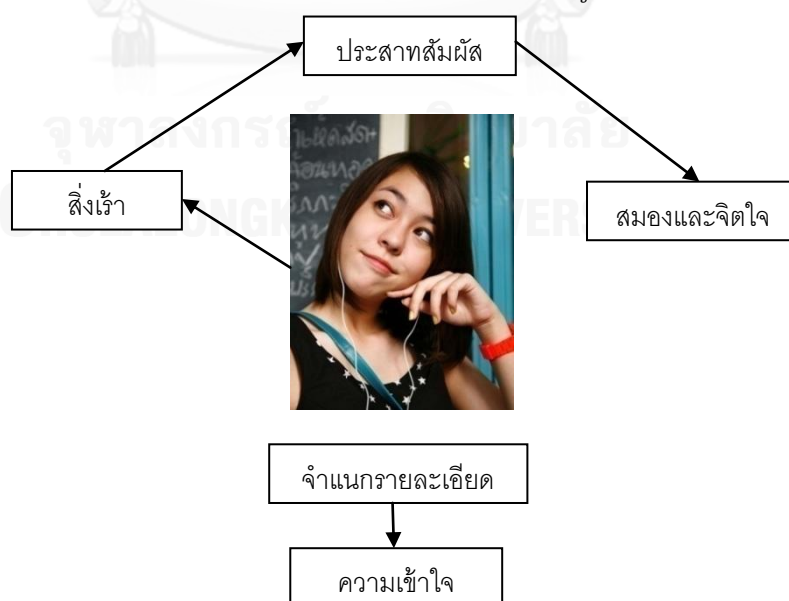 ประสาทสัมผัส
สิ่งเร้า
สมองและจิตใจ
จำแนกรายละเอียด
ความเข้าใจ